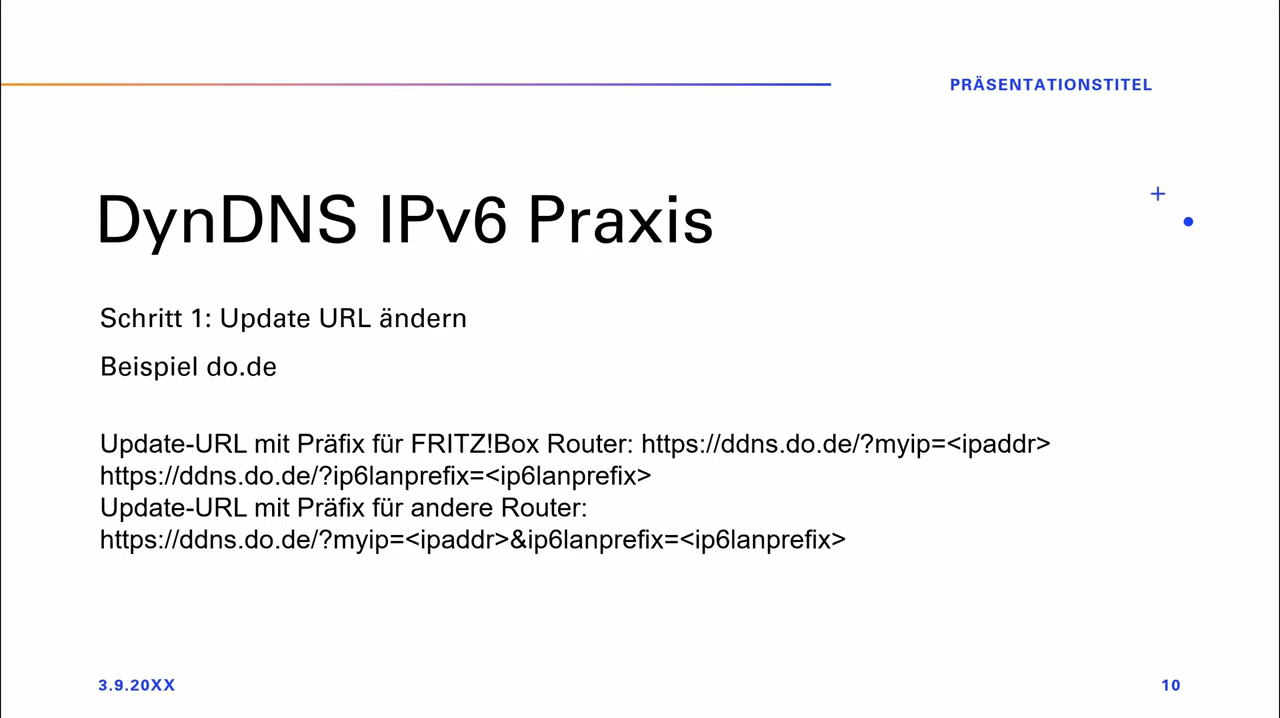 PRÄSENTATIONSTITEL
DynDNS IPv6 Praxis
Schritt 1: Update URL ändern
Beispiel do.de
Update-URL mit Präfix für FRITZ!Box Router: https://ddns.do.de/?myip=<ipaddr>
https://ddns.do.de/?ip6lanprefix=<ip6lanprefix>
Update-URL mit Präfix für andere Router:
https://ddns.do.de/?myip=<ipaddr>&ip6lanprefix=<ip6lanprefix>
3.9.20XX
10